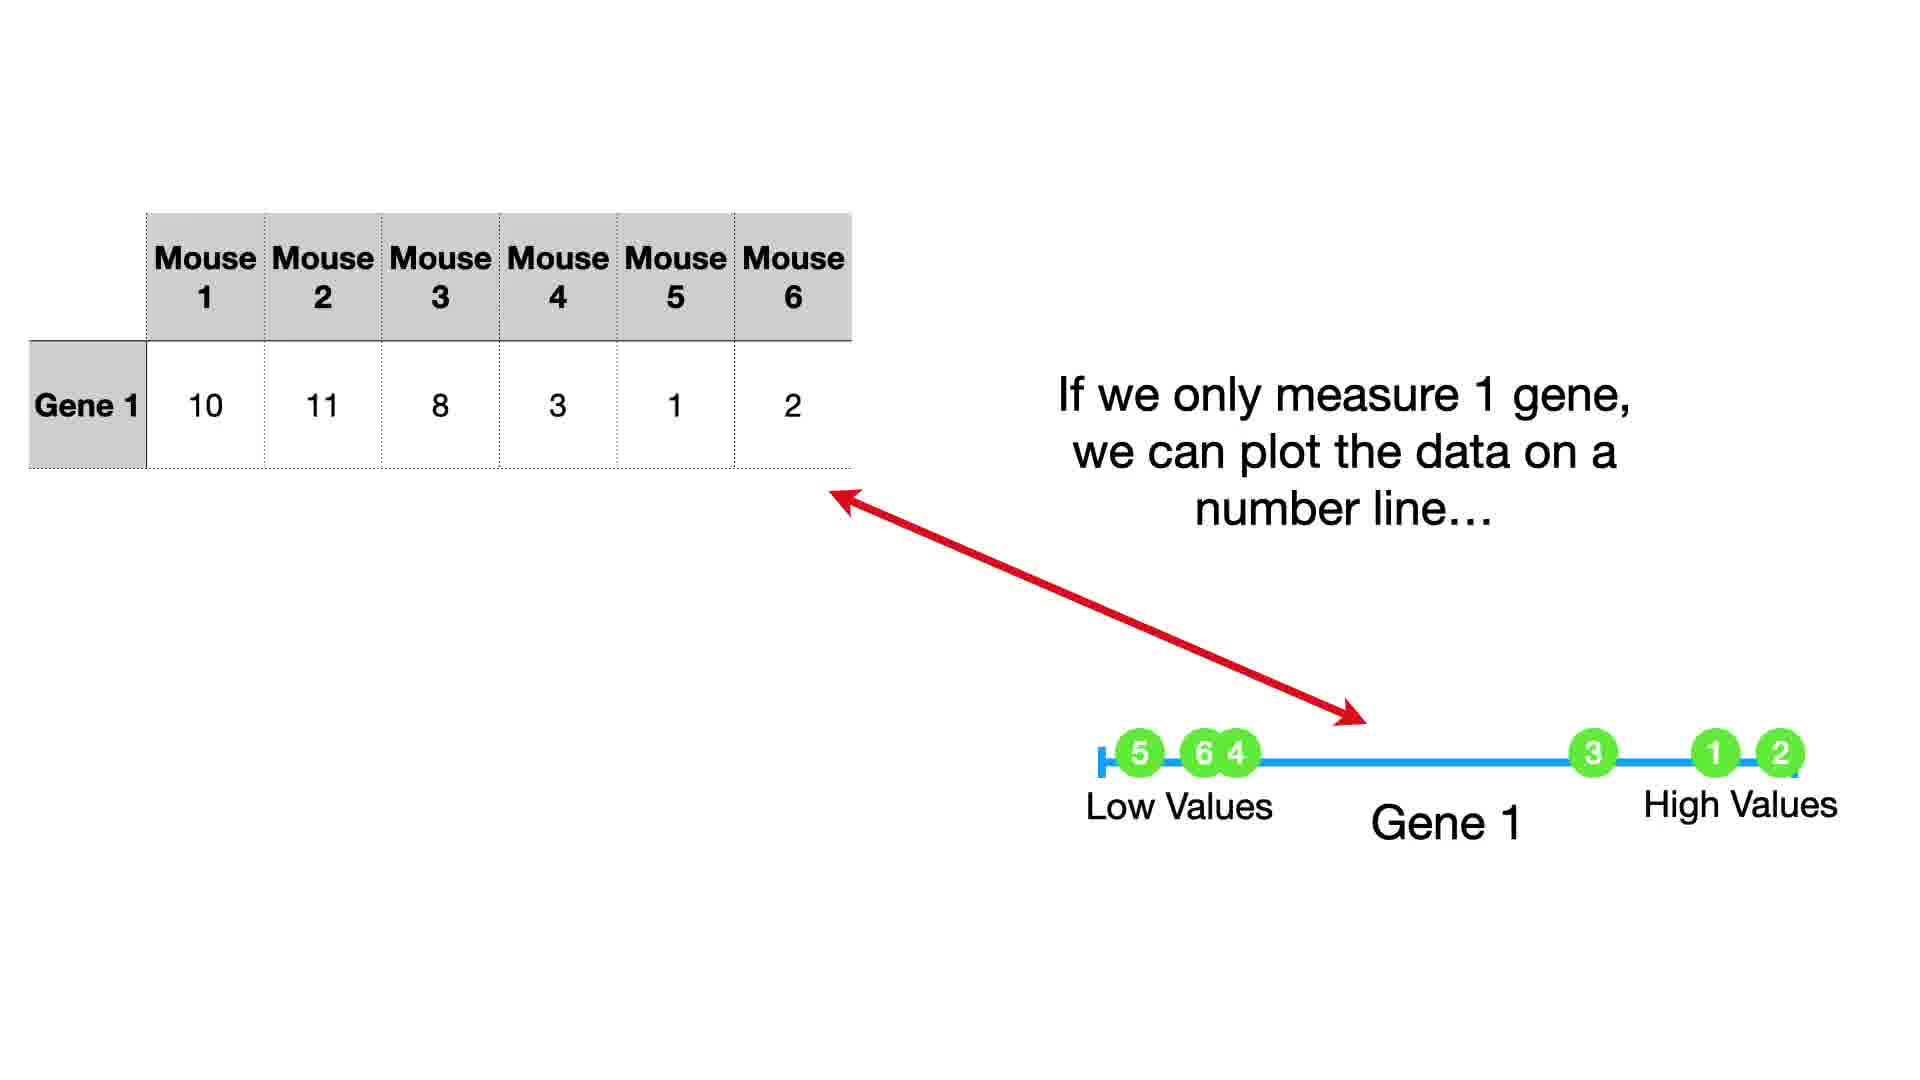 Mouse 1 Mouse 2 Mouse 3 Mouse 4 Mouse 5 Mouse 6
Gene 1 10 11 8 3 1 2
If we only measure 1 gene,
we can plot the data on a
number line…
5 6 4 3 1 2
Low Values High Values
Gene 1